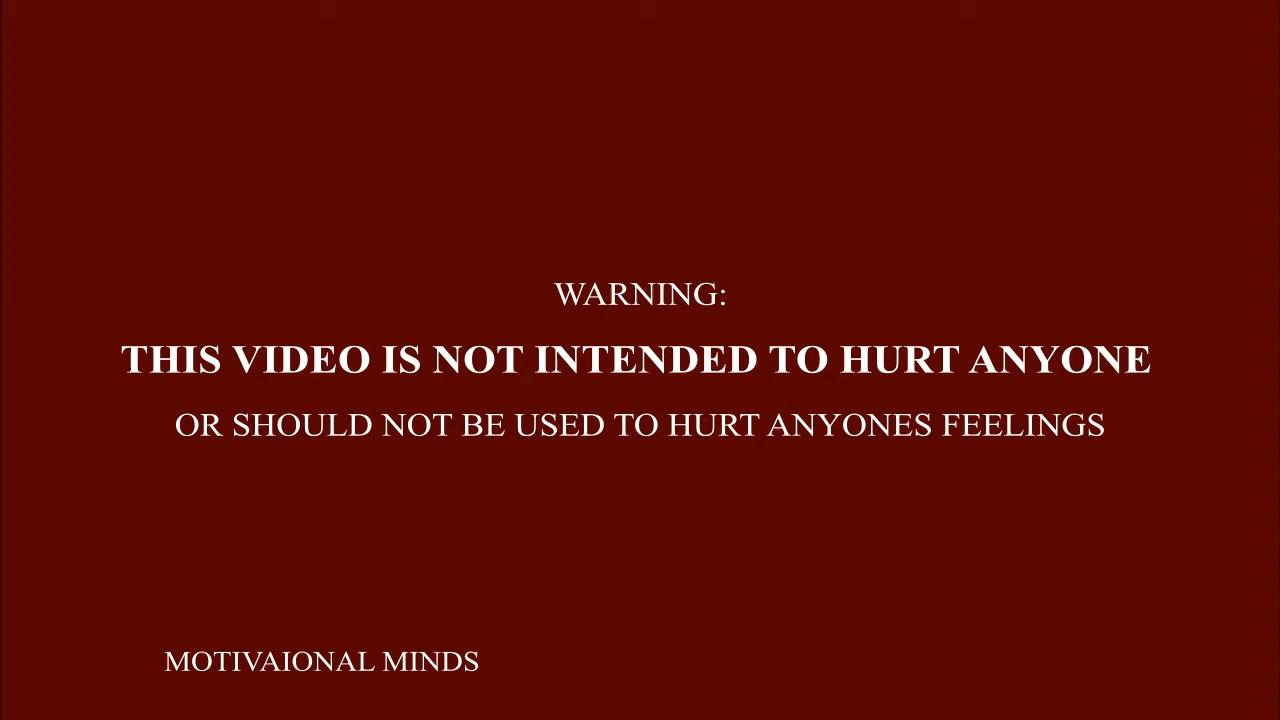 WARNING:
THIS VIDEO IS NOT INTENDED TO HURT ANYONE
OR SHOULD NOT BE USED TO HURT ANYONES FEELINGS
MOTIVAIONAL MINDS